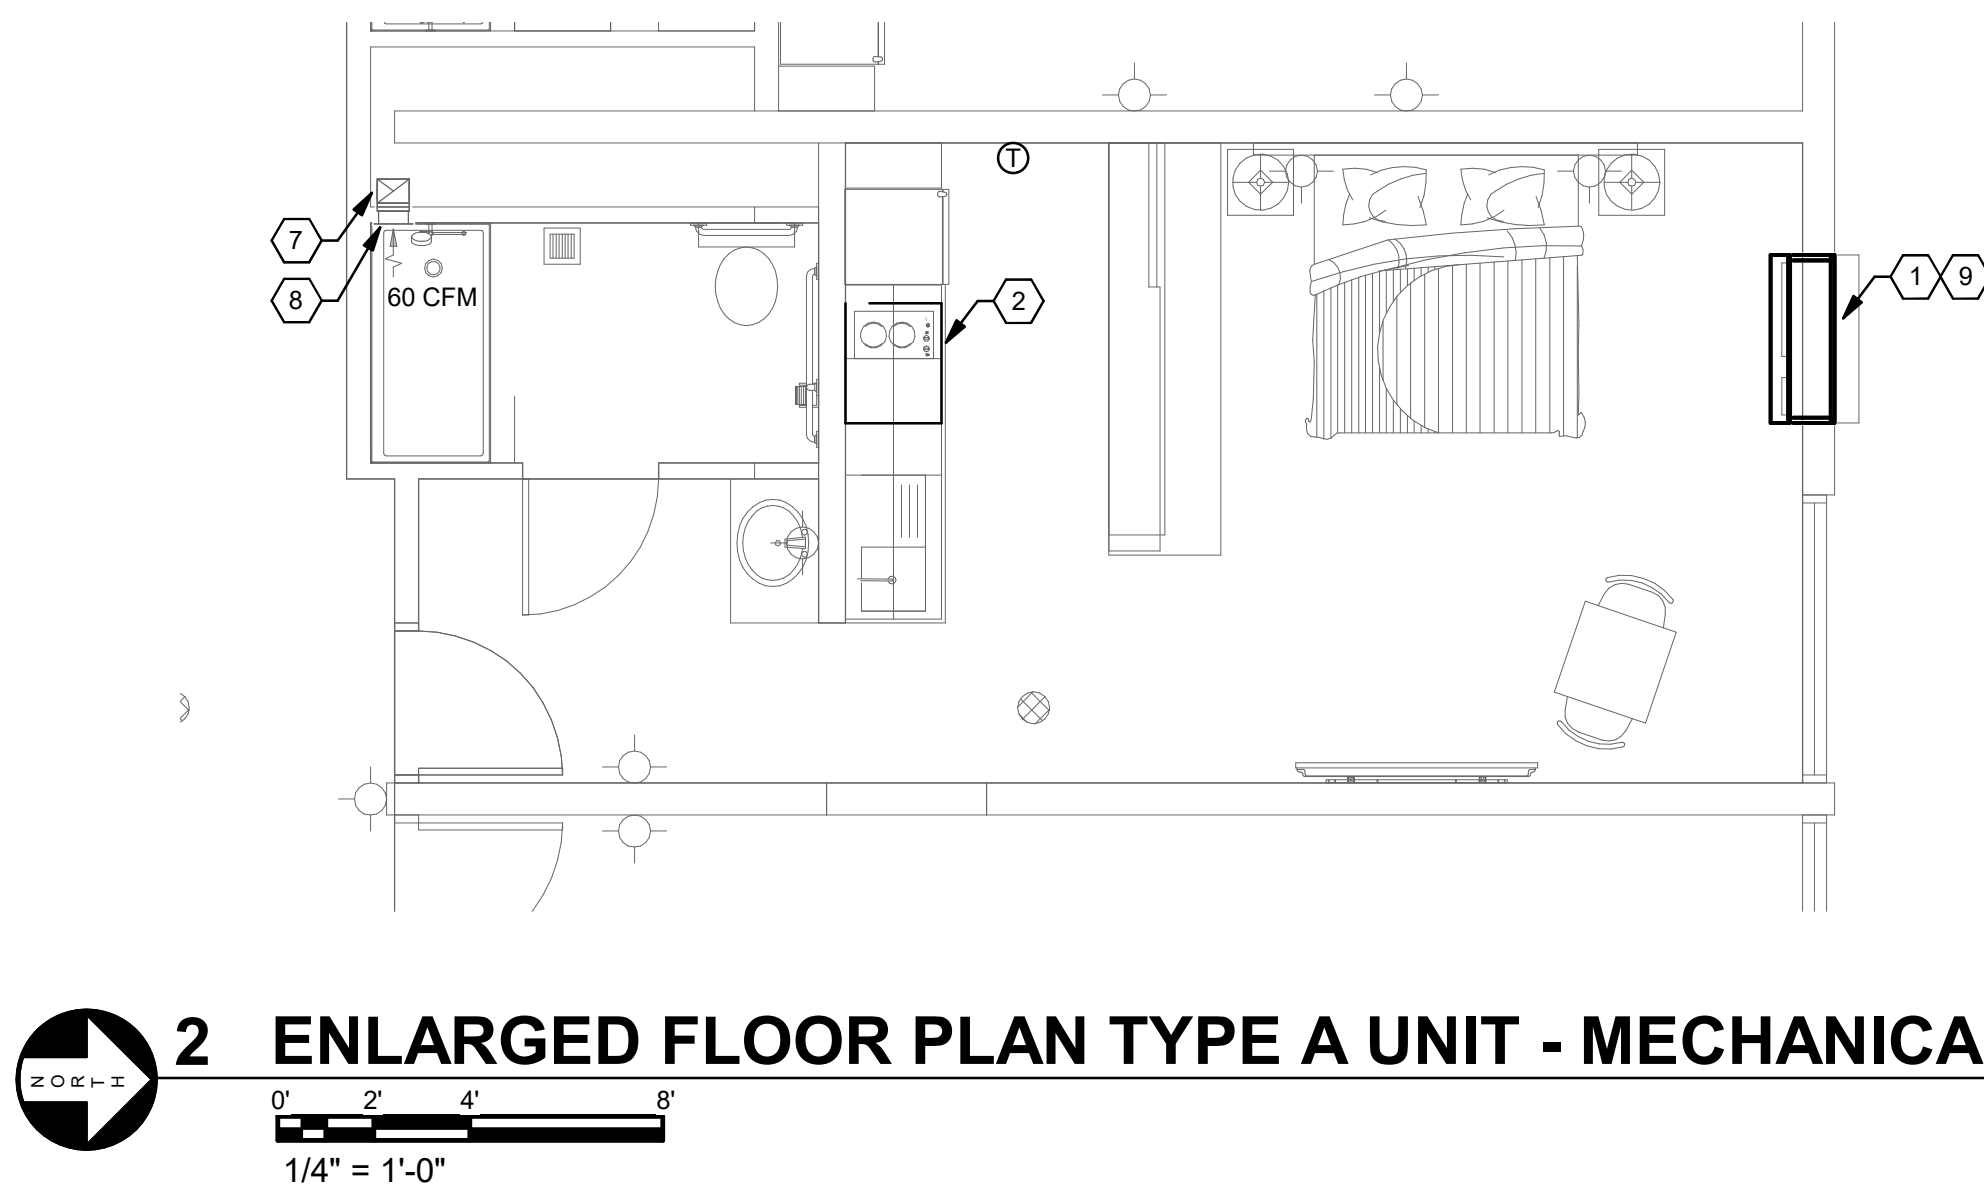 T
7
8
60 CFM
2
1 9
NORTH
2 ENLARGED FLOOR PLAN TYPE A UNIT - MECHANICA
0' 2' 4' 8'
1/4" = 1'-0"